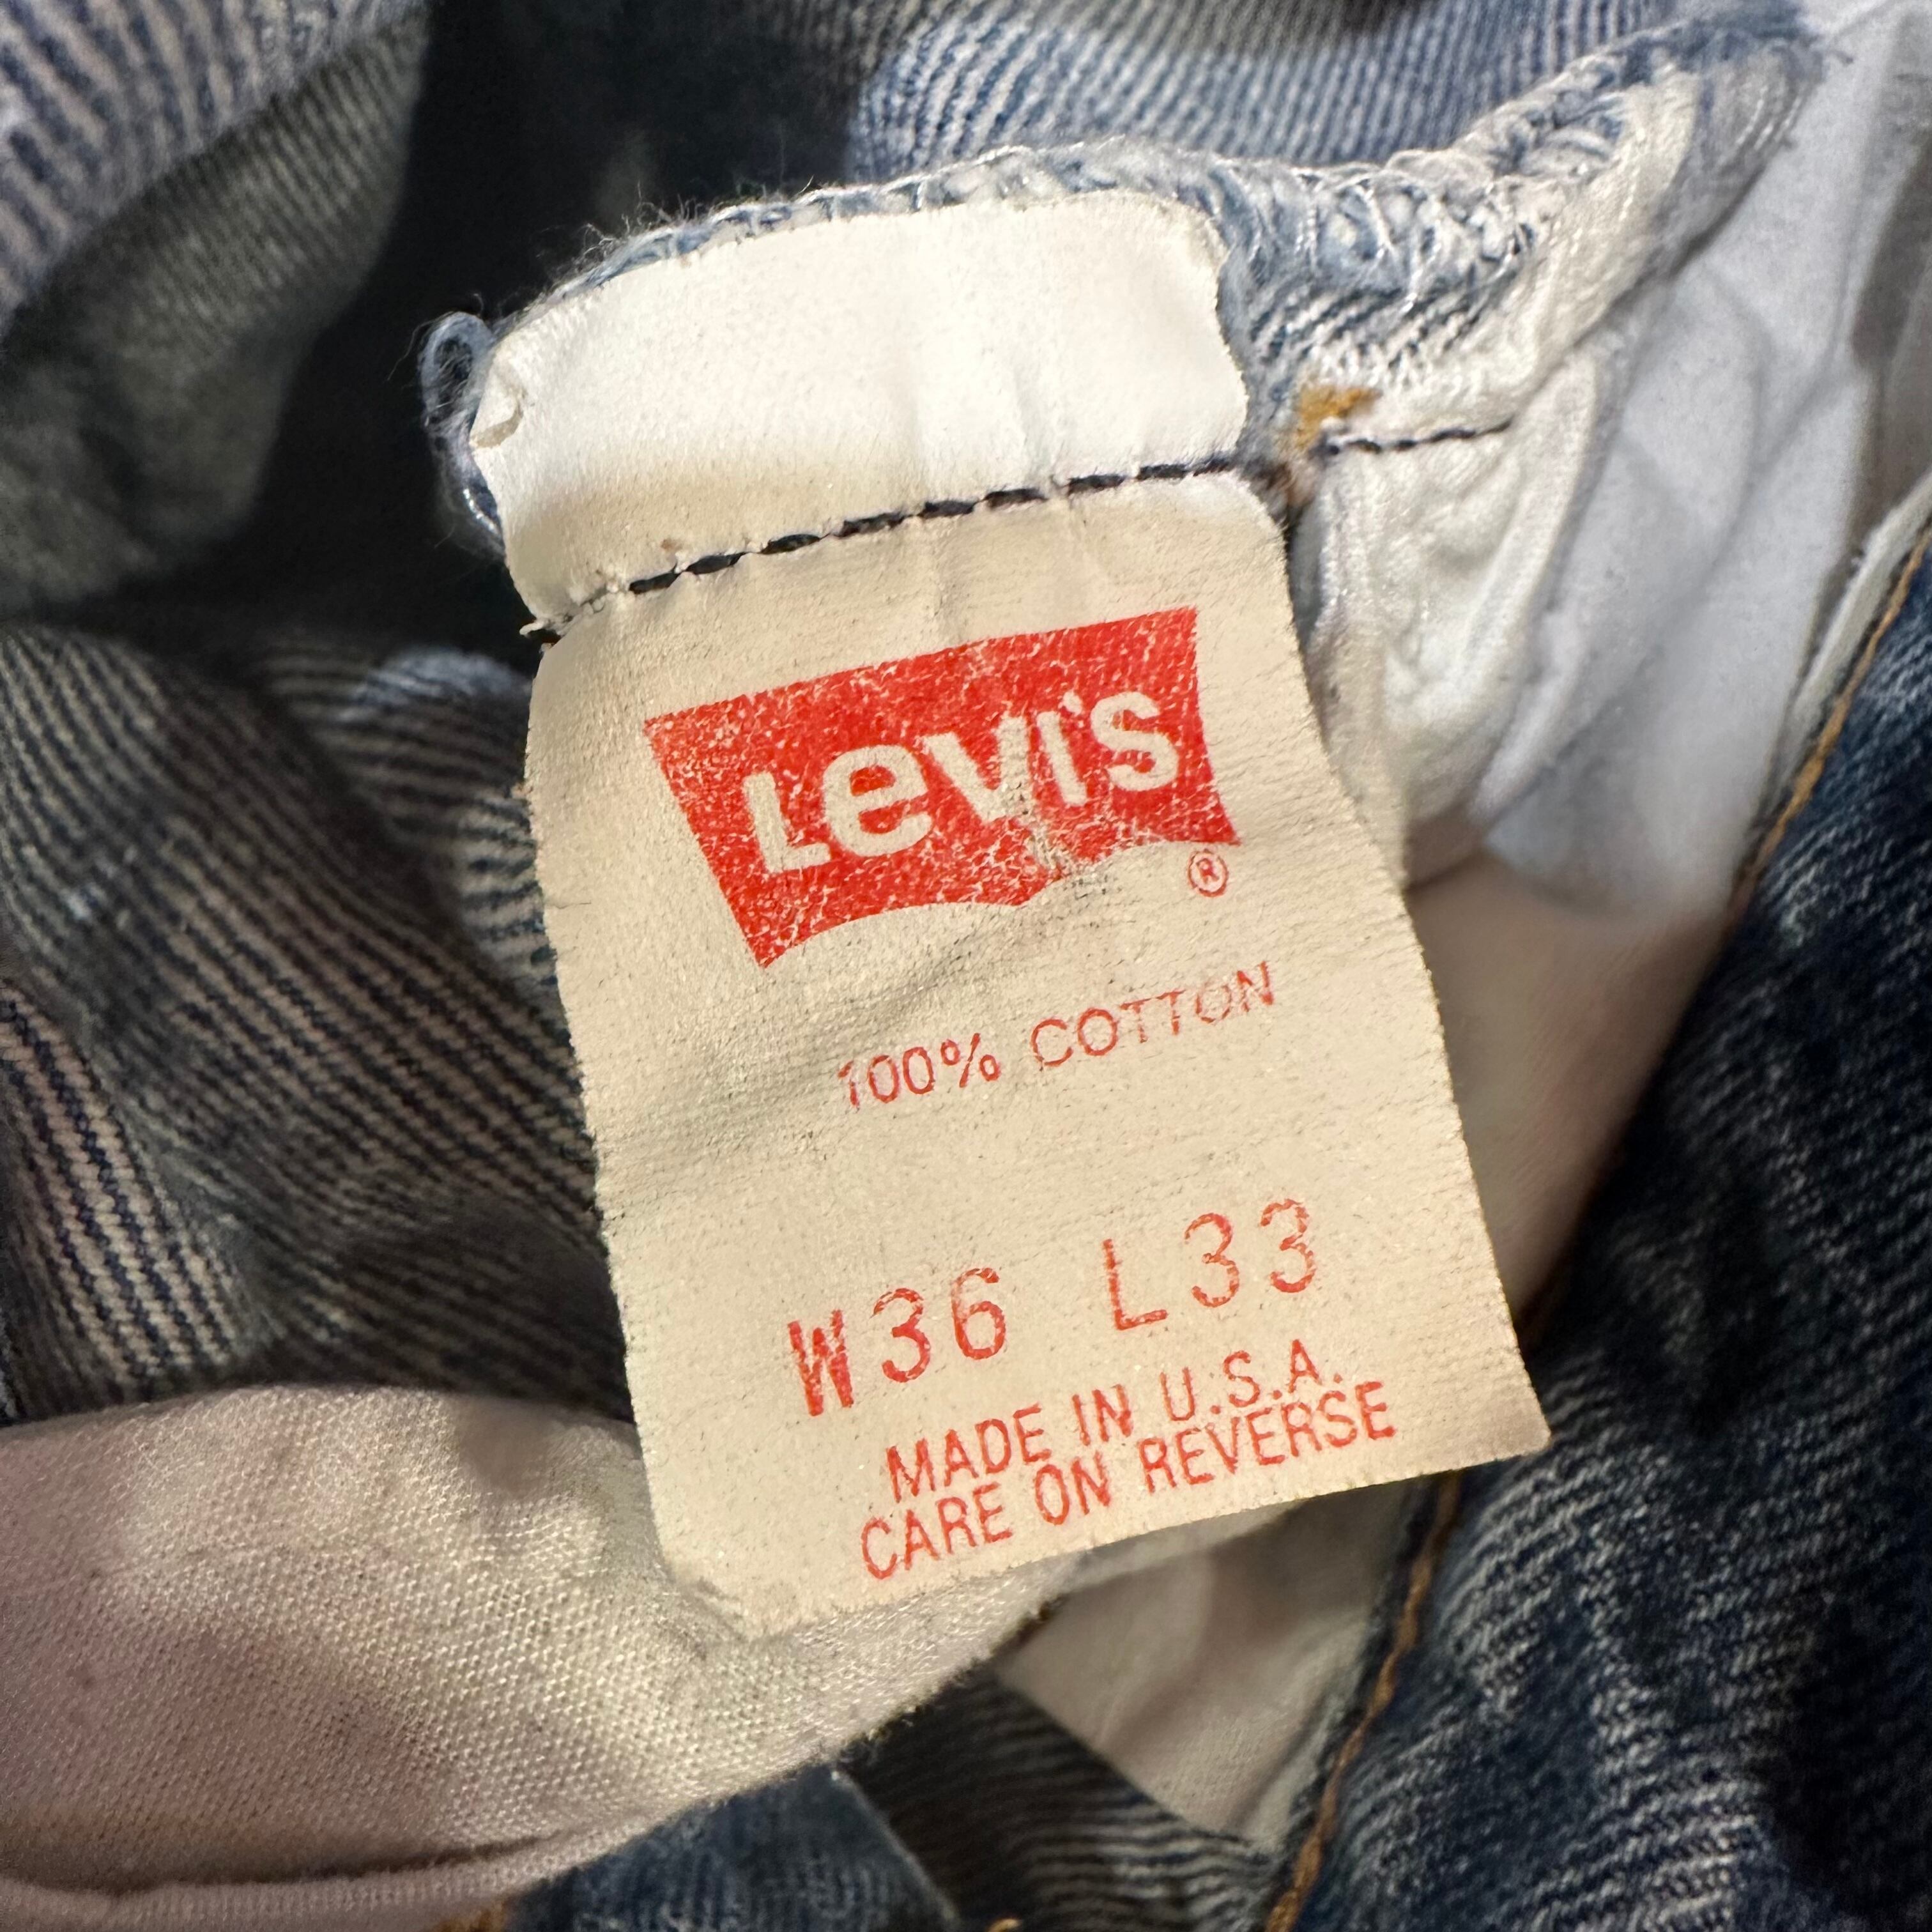 Levi's ®
100% COTTON
W36 L33
MADE IN U.S.A.
CARE ON REVERSE